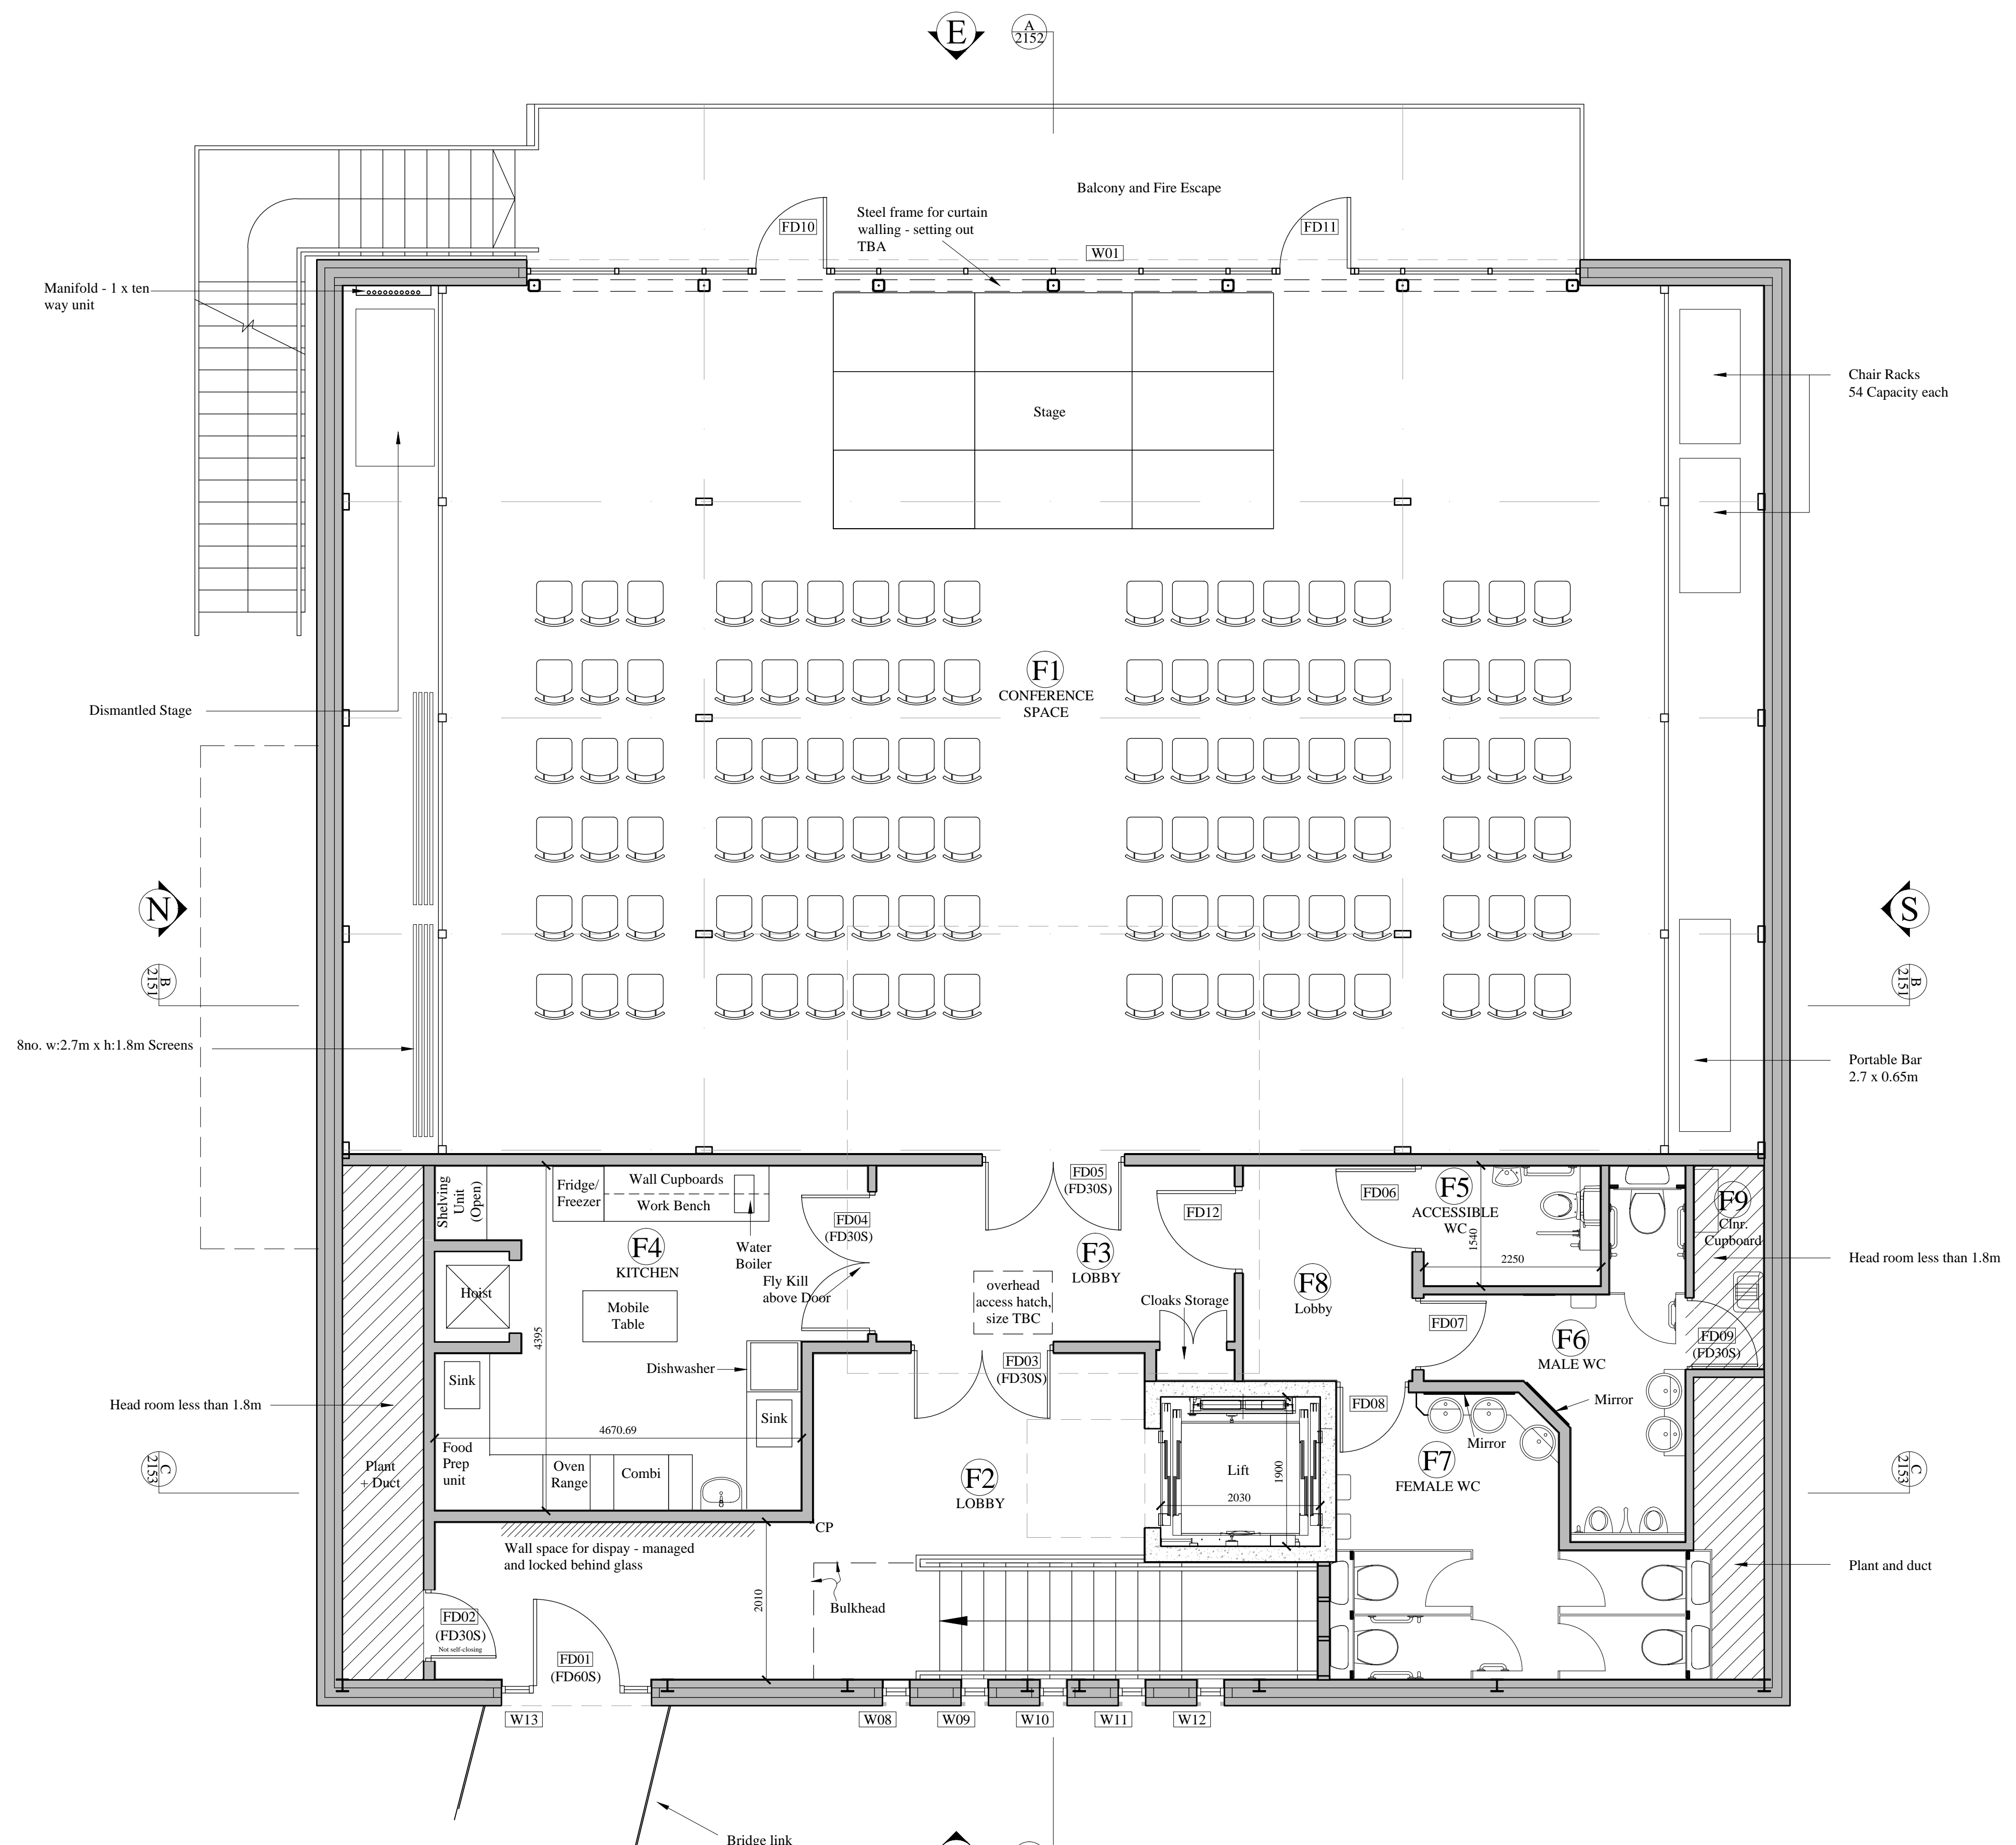 E
A
2152
Balcony and Fire Escape
Steel frame for curtain
walling - setting out
TBA
FD10
FD11
W01
Manifold - 1 x ten
way unit
Chair Racks
54 Capacity each
Stage
F1
CONFERENCE
SPACE
Dismantled Stage
N
S
B
2151
B
2151
8no. w:2.7m x h:1.8m Screens
Portable Bar
2.7 x 0.65m
Shelving
Unit
(Open)
Fridge/
Freezer
Wall Cupboards
Work Bench
FD04
(FD30S)
FD05
(FD30S)
FD12
FD06
F5
ACCESSIBLE
WC
1540
2250
F9
Clnr.
Cupboard
Head room less than 1.8m
F4
KITCHEN
Water
Boiler
Fly Kill
above Door
F3
LOBBY
overhead
access hatch,
size TBC
Cloaks Storage
F8
Lobby
Hoist
Mobile
Table
4395
FD07
F6
MALE WC
FD09
(FD30S)
Dishwasher
FD03
(FD30S)
Sink
Sink
Head room less than 1.8m
FD08
Mirror
Mirror
4670.69
Food
Prep
unit
Oven
Range
Combi
Plant
+ Duct
C
2153
F2
LOBBY
Lift
1900
2030
F7
FEMALE WC
C
2153
CP
Wall space for dispay - managed
and locked behind glass
2010
Bulkhead
Plant and duct
FD02
(FD30S)
Not self-closing
FD01
(FD60S)
W13
W08
W09
W10
W11
W12
Bridge link